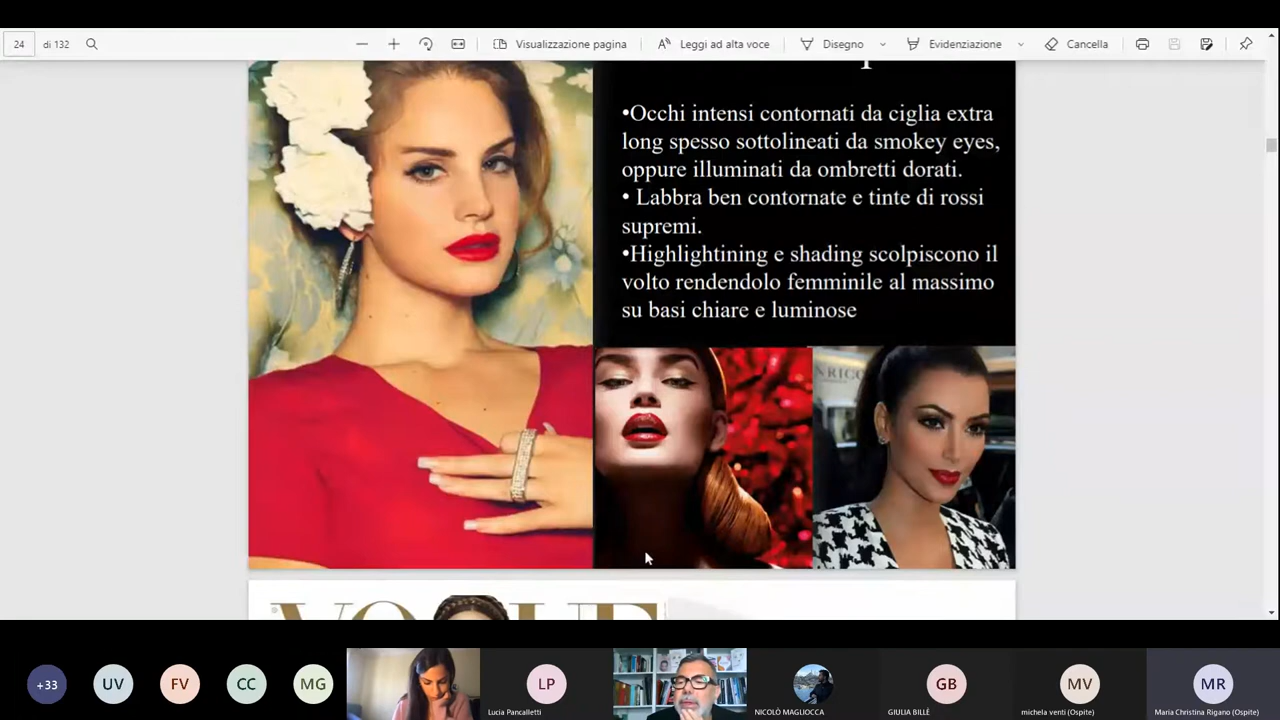 24 di 132 Visualizzazione pagina Leggi ad alta voce Disegno Evidenziazione Cancella
•Occhi intensi contornati da ciglia extra
long spesso sottolineati da smokey eyes,
oppure illuminati da ombretti dorati.
• Labbra ben contornate e tinte di rossi
supremi.
•Highlightining e shading scolpiscono il
volto rendendolo femminile al massimo
su basi chiare e luminose
VOGUE
+33 UV FV CC MG LP GB MV MR
Lucia Pancalletti NICOLÒ MAGLIOCCA GIULIA BILLÈ michela venti (Ospite) Maria Christina Rigano (Ospite)